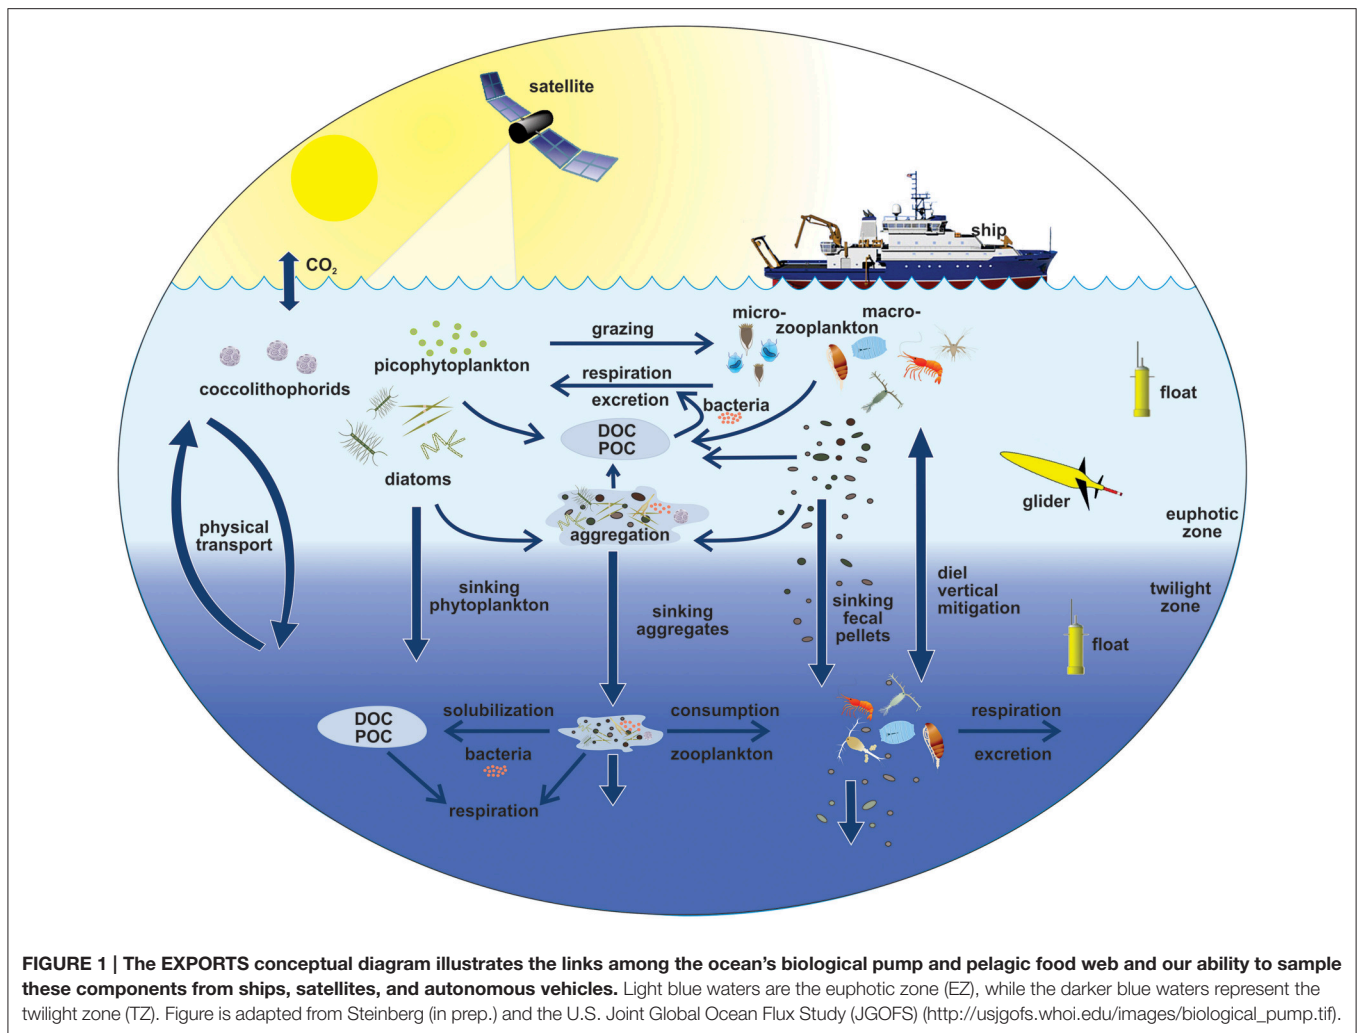 satellite
ship
CO₂
micro-
macro-
zooplankton
grazing
picophytoplankton
coccolithophorids
respiration
excretion
bacteria
float
DOC
POC
diatoms
glider
physical
transport
aggregation
euphotic
zone
sinking
phytoplankton
sinking
aggregates
sinking
fecal
pellets
diel
vertical
mitigation
twilight
zone
float
DOC
POC
solubilization
bacteria
respiration
consumption
zooplankton
respiration
excretion
FIGURE 1 | The EXPORTS conceptual diagram illustrates the links among the ocean's biological pump and pelagic food web and our ability to sample
these components from ships, satellites, and autonomous vehicles. Light blue waters are the euphotic zone (EZ), while the darker blue waters represent the
twilight zone (TZ). Figure is adapted from Steinberg (in prep.) and the U.S. Joint Global Ocean Flux Study (JGOFS) (http://usjgofs.whoi.edu/images/biological_pump.tif).